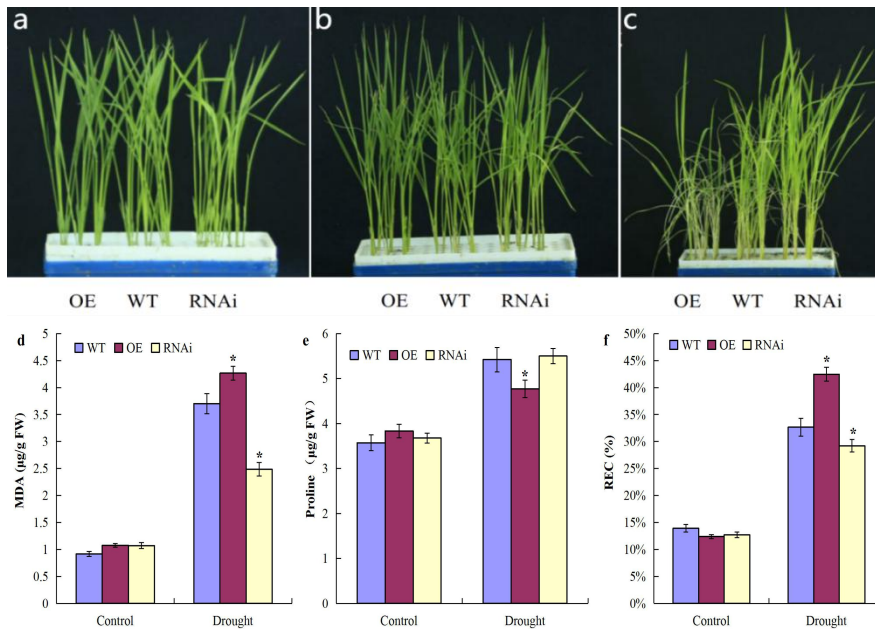 a
b
c
OE WT RNAi
OE WT RNAi
OE WT RNAi
d
WT OE RNAi
MDA (µg/g FW)
4.5
4
3.5
3
2.5
2
1.5
1
0.5
0
*
*
Control Drought
e
WT OE RNAi
Proline (µg/g FW)
6
5
4
3
2
1
0
*
Control Drought
f
WT OE RNAi
REC (%)
50%
45%
40%
35%
30%
25%
20%
15%
10%
5%
0%
*
*
Control Drought